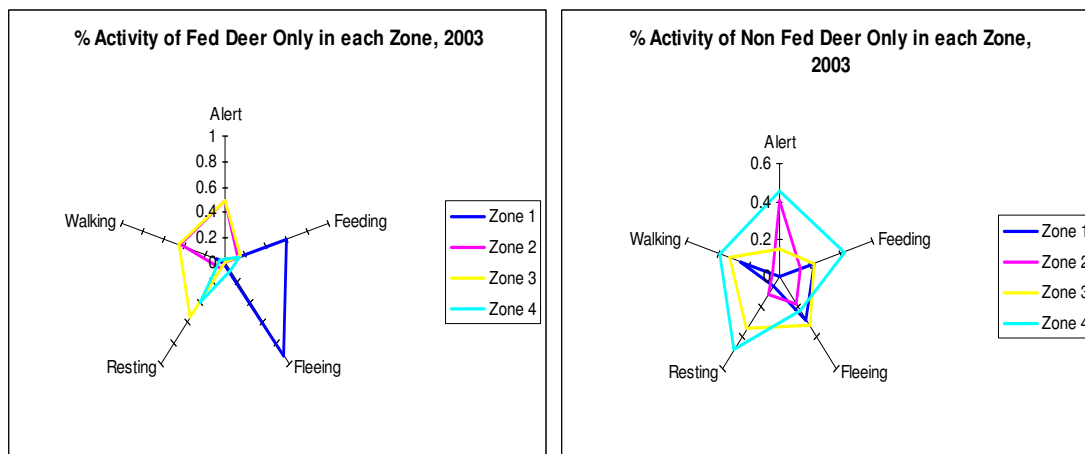 % Activity of Fed Deer Only in each Zone, 2003
Alert
1
0.8
0.6
0.4
0.2
0
Walking
Feeding
Resting
Fleeing
Zone 1
Zone 2
Zone 3
Zone 4
% Activity of Non Fed Deer Only in each Zone,
2003
Alert
0.6
0.4
0.2
0
Walking
Feeding
Resting
Fleeing
Zone 1
Zone 2
Zone 3
Zone 4